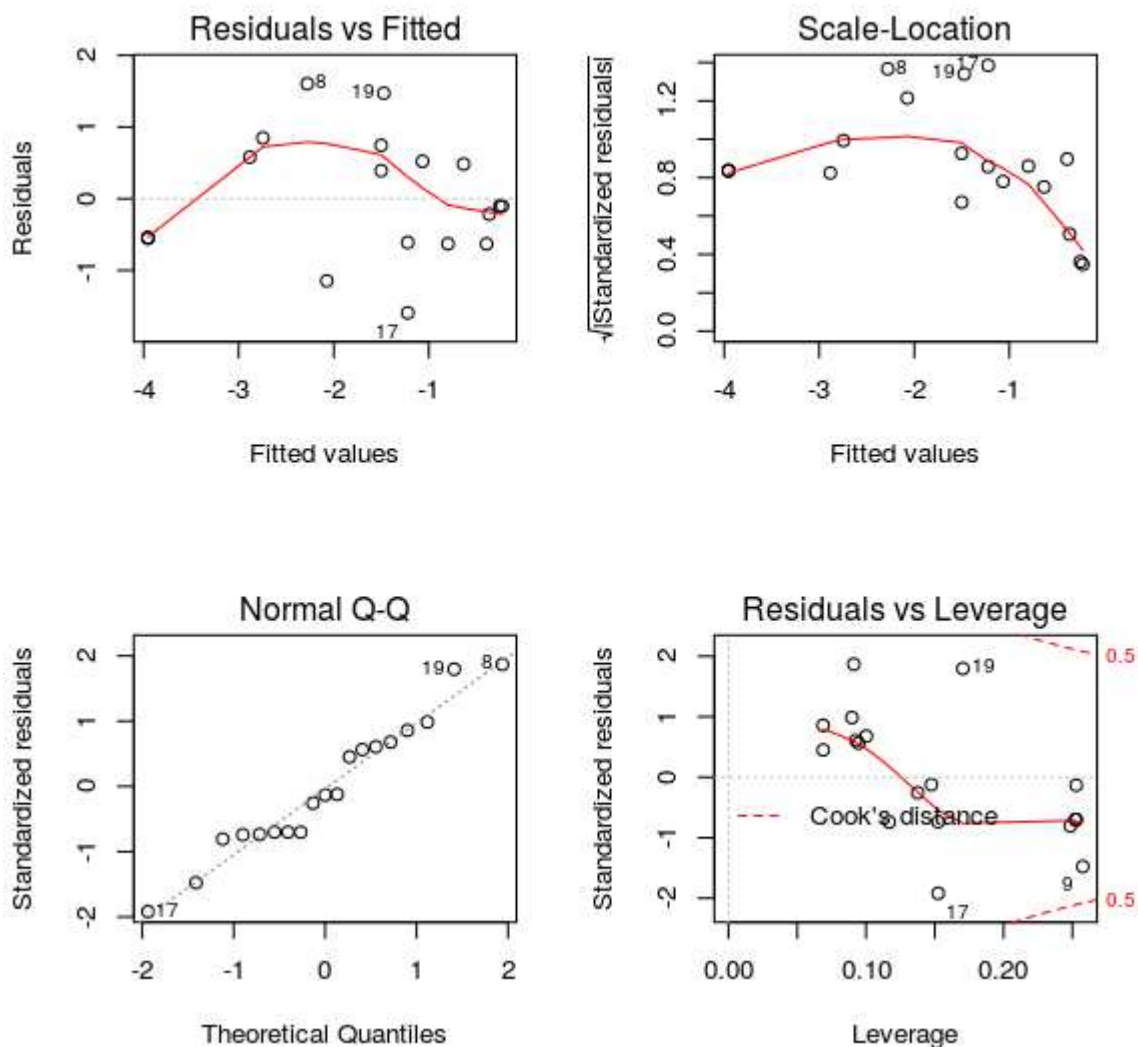 Residuals vs Fitted
Residuals
2
1
0
-1
8
19
17
-4 -3 -2 -1
Fitted values
Scale-Location
√|Standardized residuals|
1.2
0.8
0.4
0.0
8
19
17
-4 -3 -2 -1
Fitted values
Normal Q-Q
Standardized residuals
2
1
0
-1
-2
19
8
17
-2 -1 0 1 2
Theoretical Quantiles
Residuals vs Leverage
Standardized residuals
2
1
0
-1
-2
19
Cook's distance
9
17
0.5
0.5
0.00 0.10 0.20
Leverage